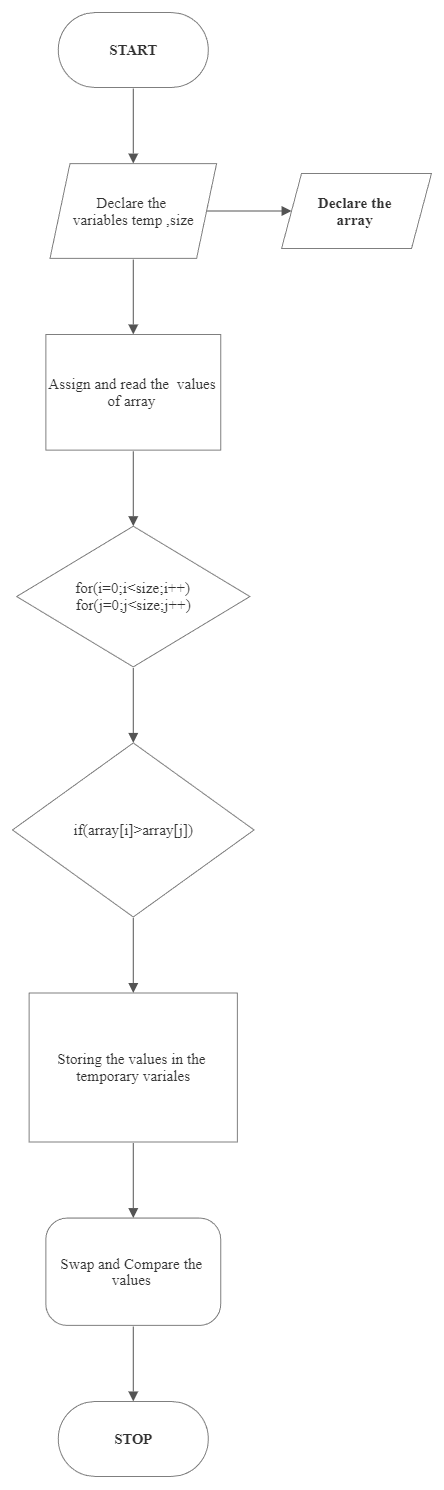 START
Declare the
variables temp ,size
Declare the
array
Assign and read the  values
of array
for(i=0;i<size;i++)
for(j=0;j<size;j++)
if(array[i]>array[j])
Storing the values in the
temporary variales
Swap and Compare the
values
STOP